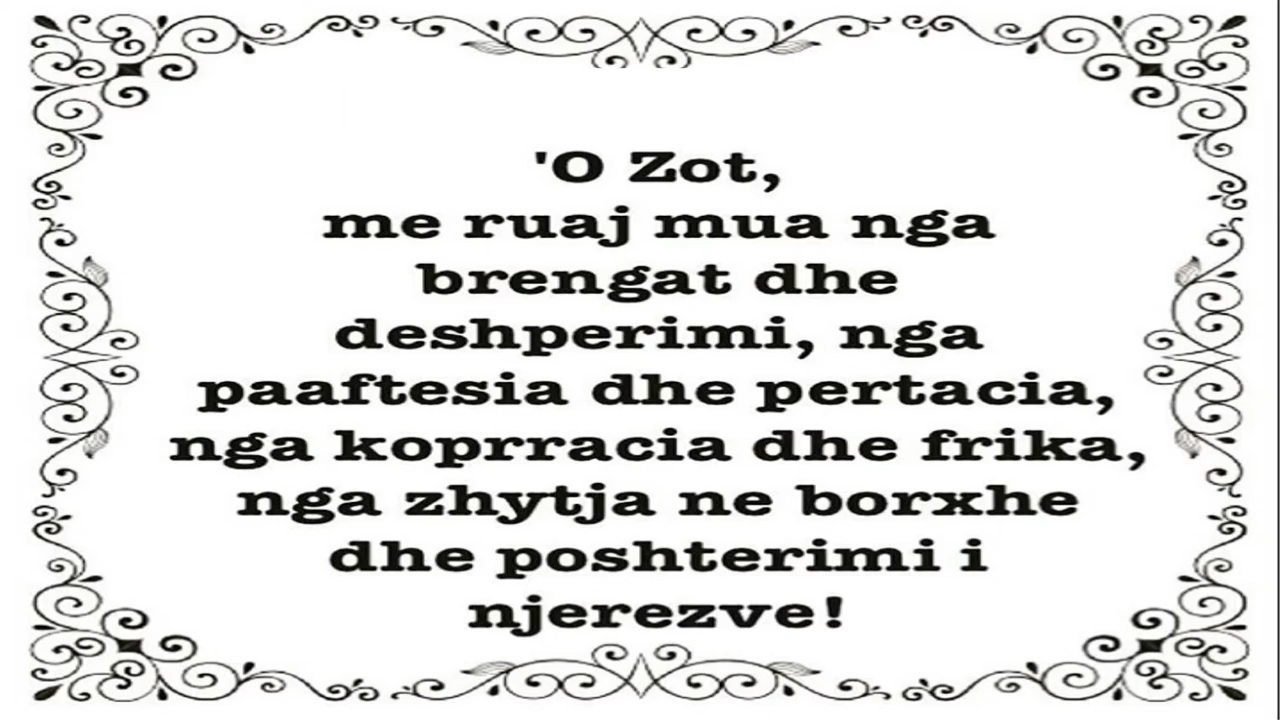 'O Zot,
me ruaj mua nga
brengat dhe
deshperimi, nga
paaftesia dhe pertacia,
nga koprracia dhe frika,
nga zhytja ne borxhe
dhe poshterimi i
njerezve!